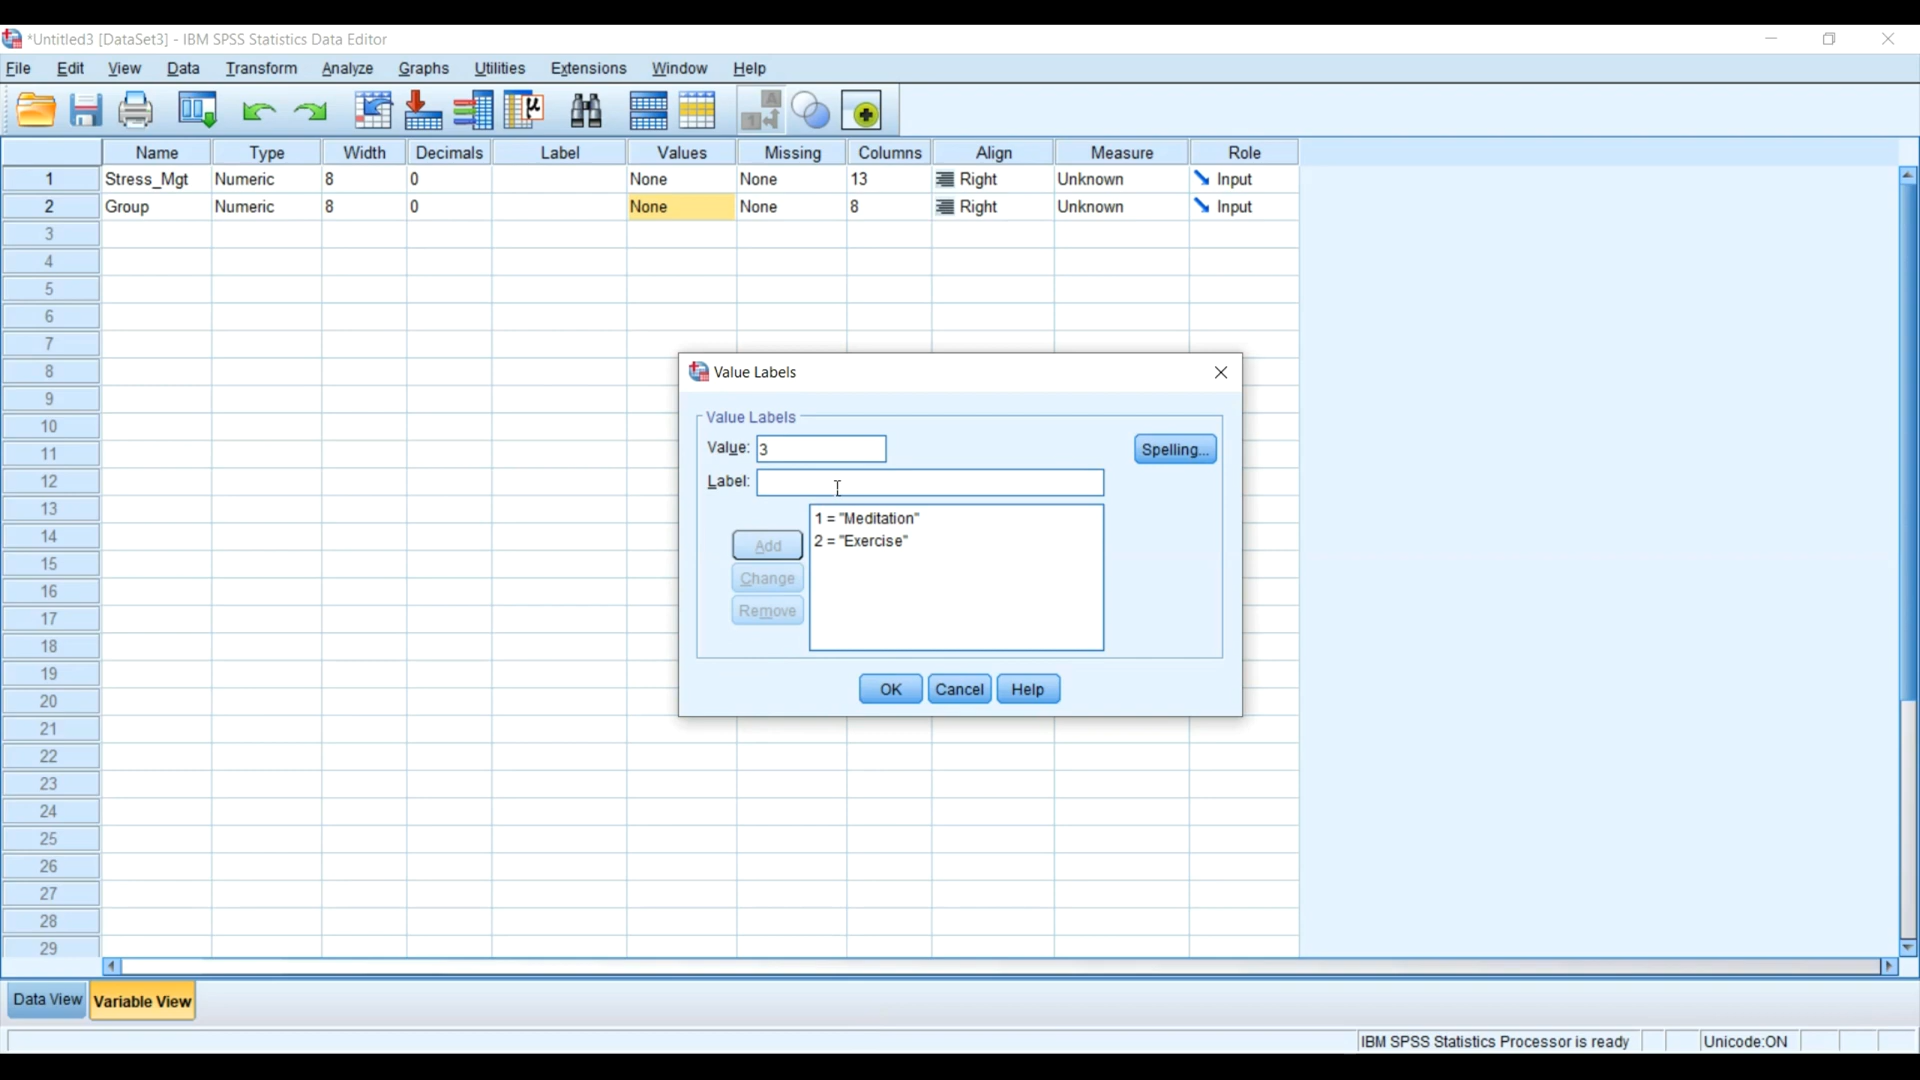 *Untitled3 [DataSet3] - IBM SPSS Statistics Data Editor
File Edit View Data Transform Analyze Graphs Utilities Extensions Window Help
Name Type Width Decimals Label Values Missing Columns Align Measure Role
1 Stress_Mgt Numeric 8 0 None None 13 Right Unknown Input
2 Group Numeric 8 0 None None 8 Right Unknown Input
3
4
5
6
7
8
9
10
11
12
13
14
15
16
17
18
19
20
21
22
23
24
25
26
27
28
29
Value Labels
Value Labels
Value: 3
Spelling...
Label:
1 = "Meditation"
2 = "Exercise"
Add
Change
Remove
OK Cancel Help
Data View Variable View
IBM SPSS Statistics Processor is ready Unicode:ON